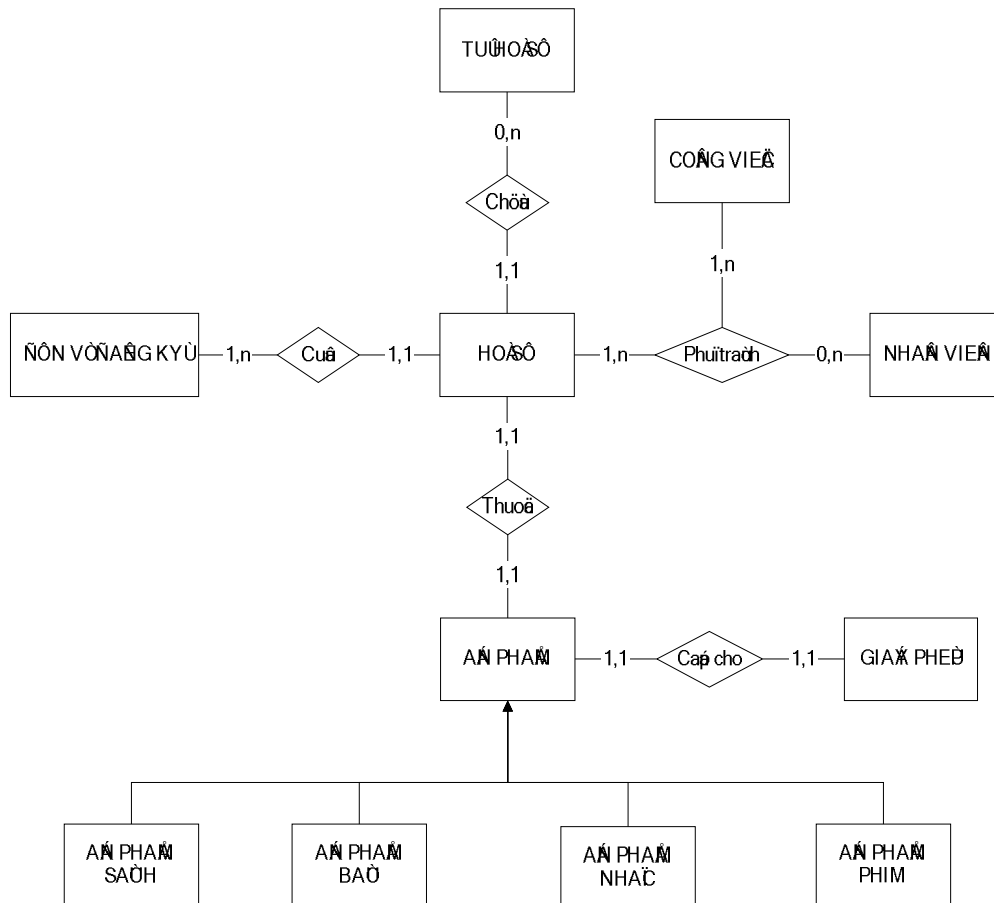 TUÛ HOÀ SÔ
0,n
COÂNG VIEÄC
Chöùa
1,1
1,n
ÑÔN VÒ ÑAÊNG KYÙ
1,n
Cuûa
1,1
HOÀ SÔ
1,n
Phuï traùch
0,n
NHAÂN VIEÂN
1,1
Thuoäc
1,1
AÁN PHAÅM
1,1
Caáp cho
1,1
GIAÁY PHEÙP
AÁN PHAÅM
SAÙCH
AÁN PHAÅM
BAÙO
AÁN PHAÅM
NHAÏC
AÁN PHAÅM
PHIM